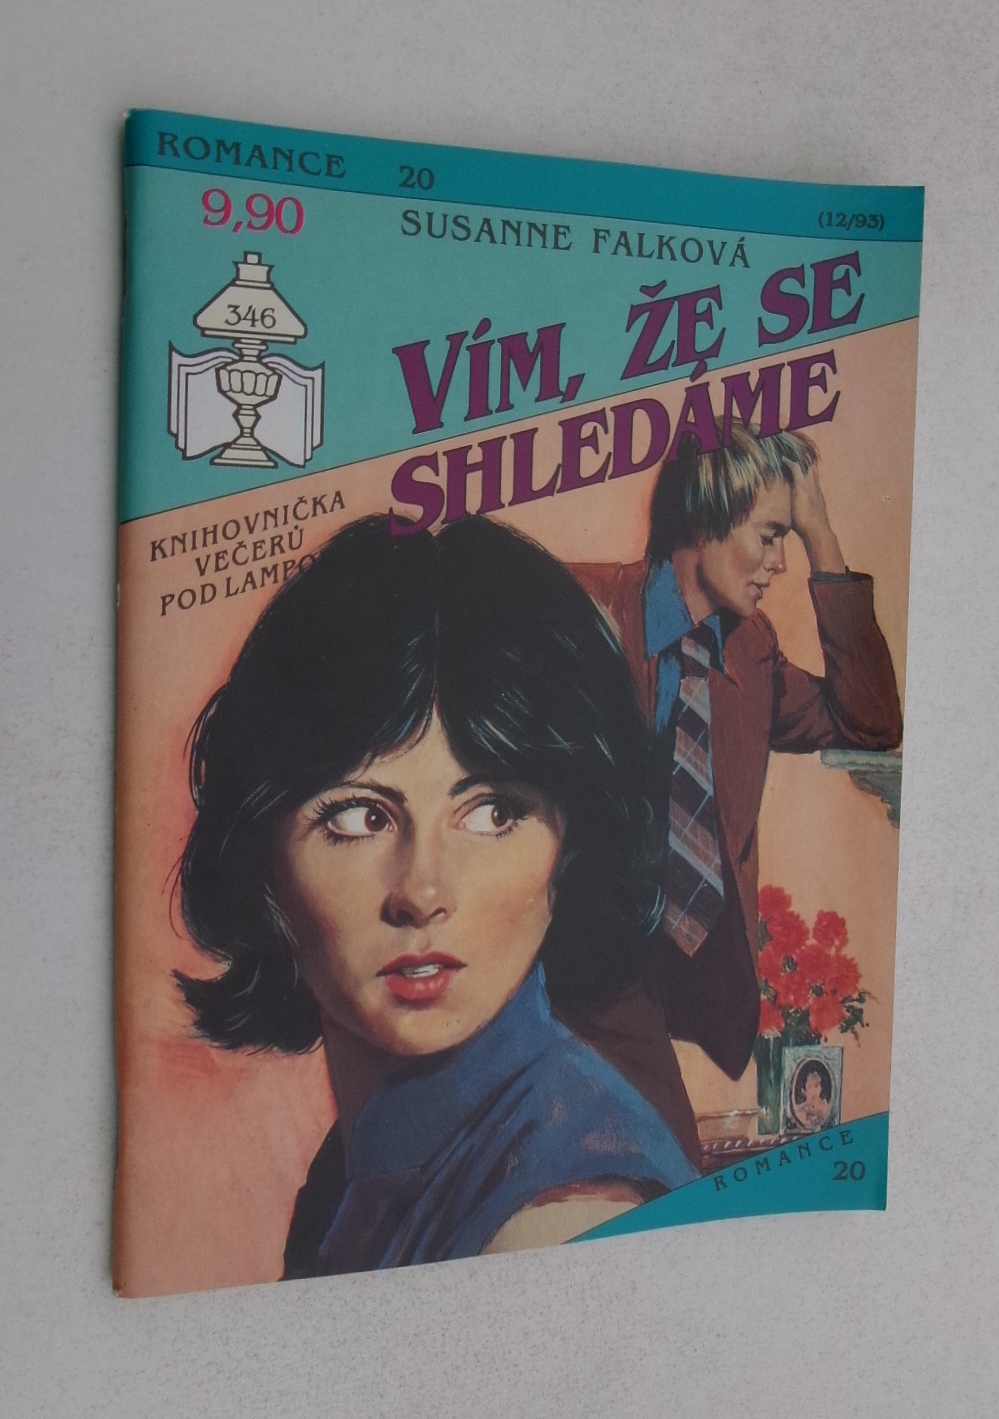 ROMANCE 20
(12/93)
9,90
SUSANNE FALKOVÁ
346
VÍM, ŽE SE
SHLEDÁME
KNIHOVNIČKA
VEČERŮ
POD LAMPO
ROMANCE
20